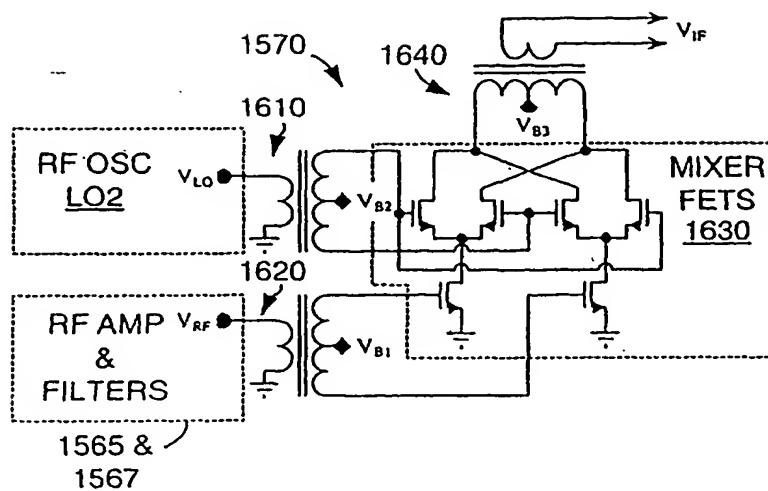 1570
1640
V_IF
1610
V_B3
RF OSC
LO2
V_LO
V_B2
MIXER
FETS
1630
1620
RF AMP
&
FILTERS
V_RF
V_B1
1565 &
1567